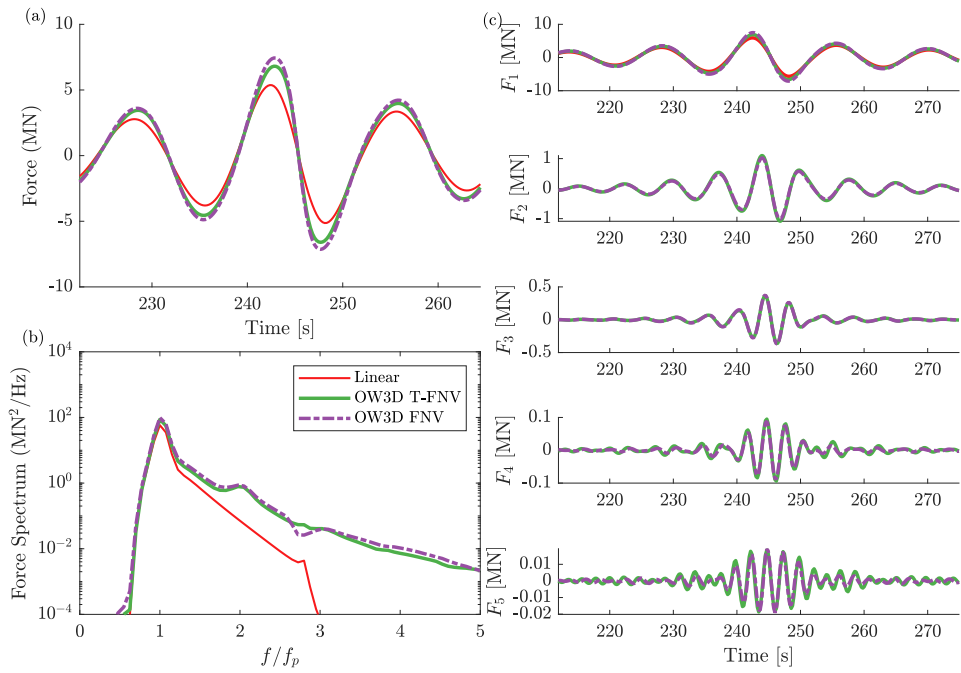 (a)
10
5
0
-5
-10
Force (MN)
230
240
250
260
Time [s]
(b)
10^4
10^2
10^0
10^-2
10^-4
Force Spectrum (MN^2/Hz)
Linear
OW3D T-FNV
OW3D FNV
0
1
2
3
4
5
f/f_p
(c)
10
0
-10
F_1 [MN]
220 230 240 250 260 270
1
0
-1
F_2 [MN]
220 230 240 250 260 270
0.5
0
-0.5
F_3 [MN]
220 230 240 250 260 270
0.1
0
-0.1
F_4 [MN]
220 230 240 250 260 270
0.01
0
-0.01
-0.02
F_5 [MN]
220 230 240 250 260 270
Time [s]